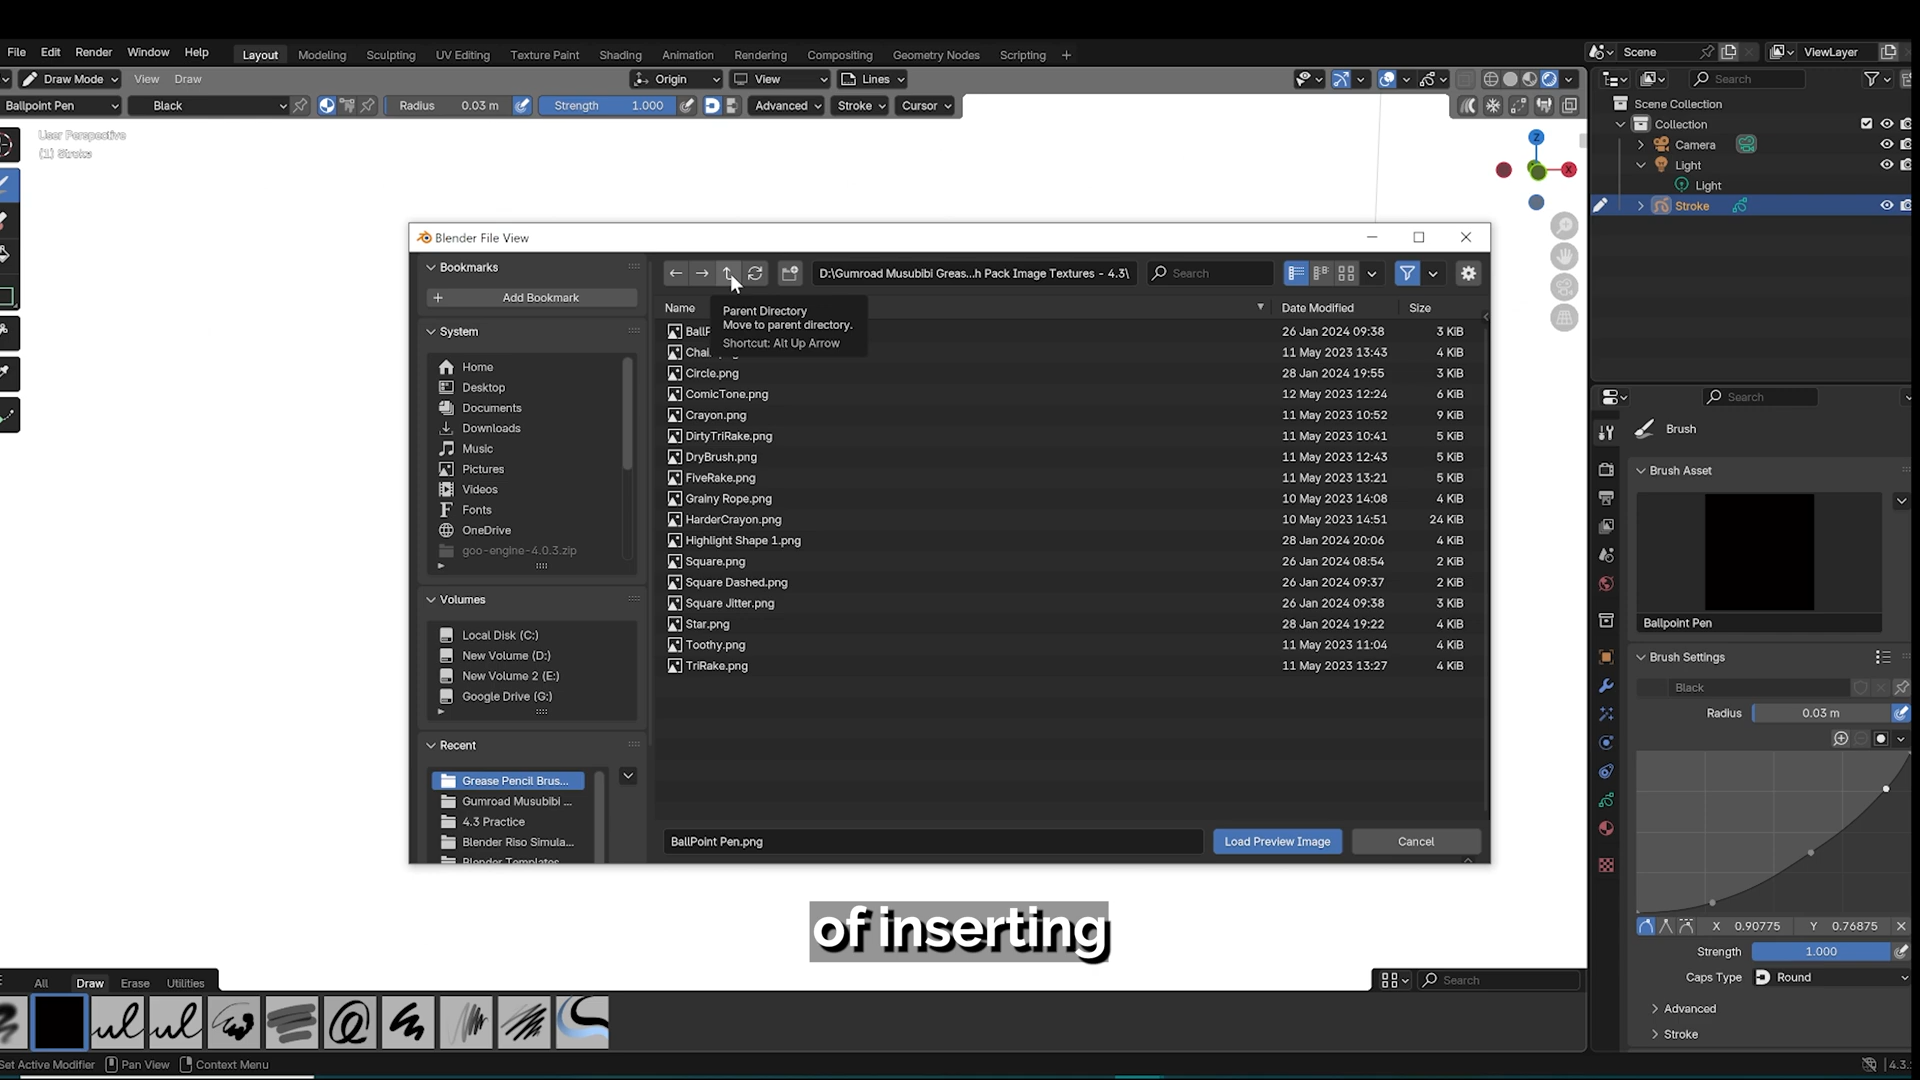 File Edit Render Window Help Layout Modeling Sculpting UV Editing Texture Paint Shading Animation Rendering Compositing Geometry Nodes Scripting + Scene ViewLayer
Draw Mode View Draw Origin View Lines Search
Ballpoint Pen Black Radius 0.03 m Strength 1.000 Advanced Stroke Cursor
User Perspective
(1) Stroke
Scene Collection
Collection
Camera
Light
Light
Stroke
Blender File View
Bookmarks
Add Bookmark
System
Home
Desktop
Documents
Downloads
Music
Pictures
Videos
Fonts
OneDrive
goo-engine-4.0.3.zip
Volumes
Local Disk (C:)
New Volume (D:)
New Volume 2 (E:)
Google Drive (G:)
Recent
Grease Pencil Brus...
Gumroad Musubibi ...
4.3 Practice
Blender Riso Simula...
Blender Templates
D:\Gumroad Musubibi Greas...h Pack Image Textures - 4.3\ Search
Name Date Modified Size
Parent Directory
Move to parent directory.
Shortcut: Alt Up Arrow
BallP 26 Jan 2024 09:38 3 KiB
Chal 11 May 2023 13:43 4 KiB
Circle.png 28 Jan 2024 19:55 3 KiB
ComicTone.png 12 May 2023 12:24 6 KiB
Crayon.png 11 May 2023 10:52 9 KiB
DirtyTriRake.png 11 May 2023 10:41 5 KiB
DryBrush.png 11 May 2023 12:43 5 KiB
FiveRake.png 11 May 2023 13:21 5 KiB
Grainy Rope.png 10 May 2023 14:08 4 KiB
HarderCrayon.png 10 May 2023 14:51 24 KiB
Highlight Shape 1.png 28 Jan 2024 20:06 4 KiB
Square.png 26 Jan 2024 08:54 2 KiB
Square Dashed.png 26 Jan 2024 09:37 2 KiB
Square Jitter.png 26 Jan 2024 09:38 3 KiB
Star.png 28 Jan 2024 19:22 4 KiB
Toothy.png 11 May 2023 11:04 4 KiB
TriRake.png 11 May 2023 13:27 4 KiB
BallPoint Pen.png Load Preview Image Cancel
Search
Brush
Brush Asset
Ballpoint Pen
Brush Settings
Black
Radius 0.03 m
X 0.90775 Y 0.76875
Strength 1.000
Caps Type Round
Advanced
Stroke
of inserting
All Draw Erase Utilities Search
Set Active Modifier Pan View Context Menu 4.3.